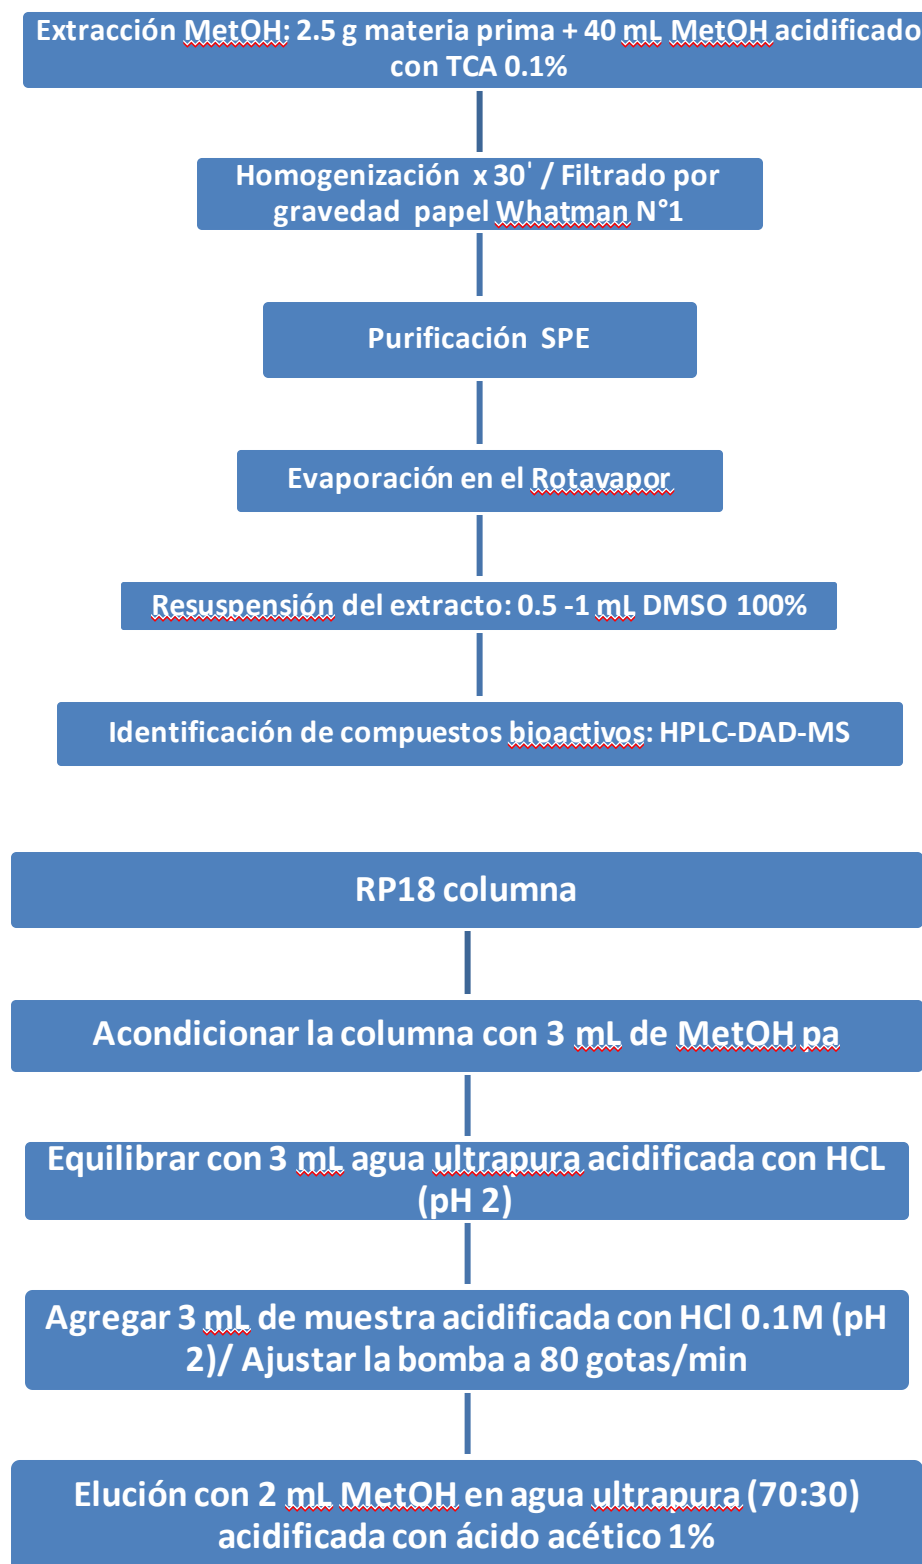 Extracción MetOH: 2.5 g materia prima + 40 mL MetOH acidificado
con TCA 0.1%
Homogenización x 30' / Filtrado por
gravedad papel Whatman N°1
Purificación SPE
Evaporación en el Rotavapor
Resuspensión del extracto: 0.5 -1 mL DMSO 100%
Identificación de compuestos bioactivos: HPLC-DAD-MS
RP18 columna
Acondicionar la columna con 3 mL de MetOH pa
Equilibrar con 3 mL agua ultrapura acidificada con HCL
(pH 2)
Agregar 3 mL de muestra acidificada con HCl 0.1M (pH
2)/ Ajustar la bomba a 80 gotas/min
Elución con 2 mL MetOH en agua ultrapura (70:30)
acidificada con ácido acético 1%